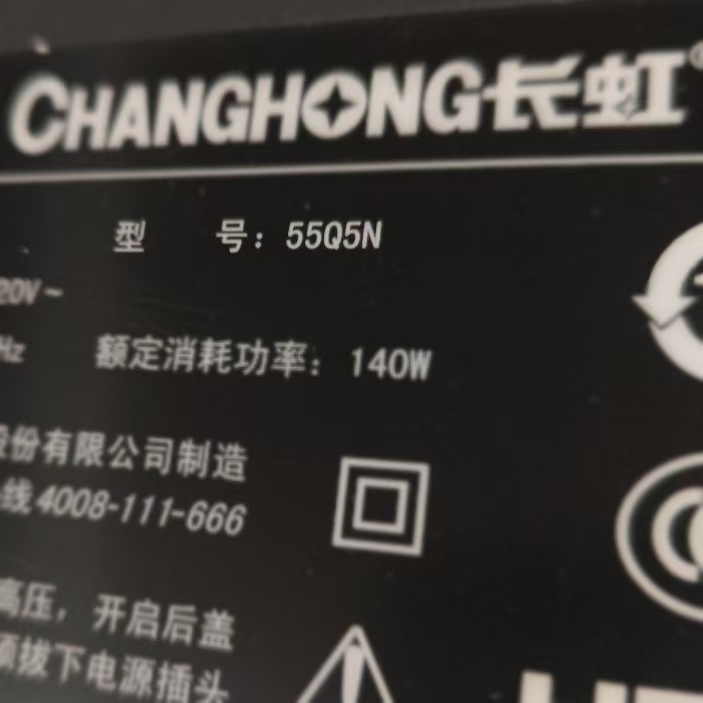 CHANGHONG长虹®
型 号：55Q5N
20V~
Hz 额定消耗功率：140W
份有限公司制造
线4008-111-666
高压，开启后盖
拔下电源插头